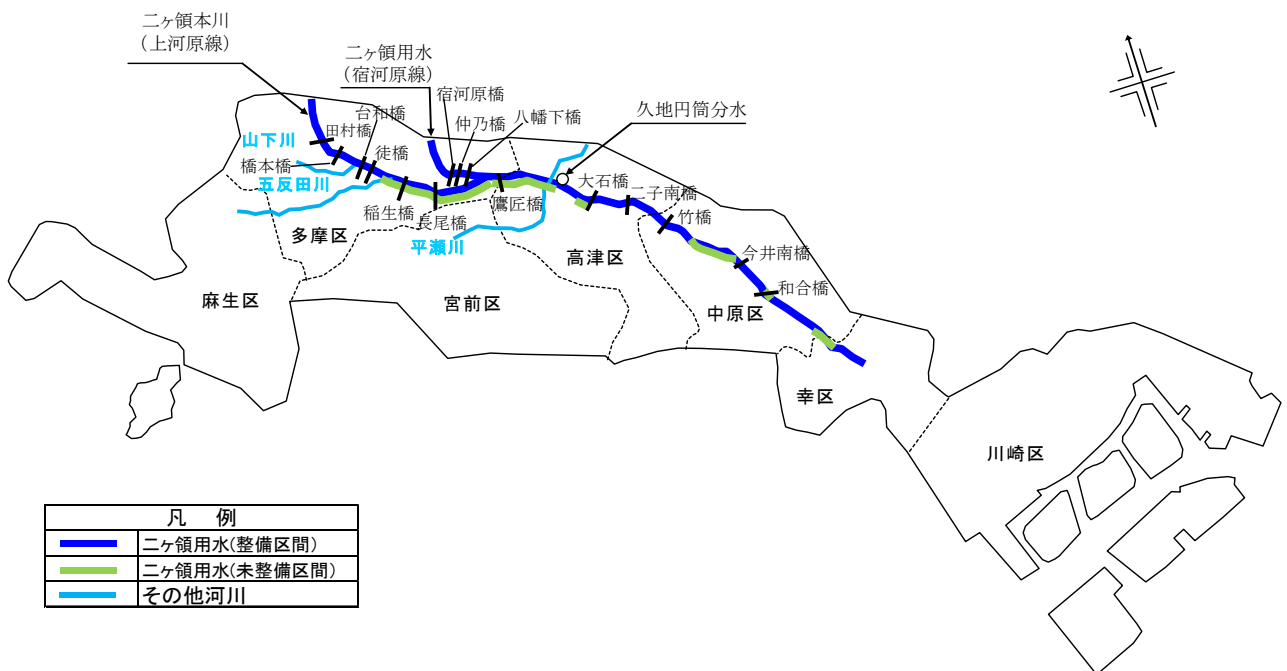 二ヶ領本川
(上河原線)
二ヶ領用水
(宿河原線)
宿河原橋
台和橋
仲乃橋
八幡下橋
久地円筒分水
田村橋
山下川
徒橋
橋本橋
五反田川
大石橋
二子南橋
稲生橋
鷹匠橋
竹橋
長尾橋
多摩区
平瀬川
高津区
今井南橋
和合橋
麻生区
宮前区
中原区
幸区
川崎区
凡 例
二ヶ領用水(整備区間)
二ヶ領用水(未整備区間)
その他河川